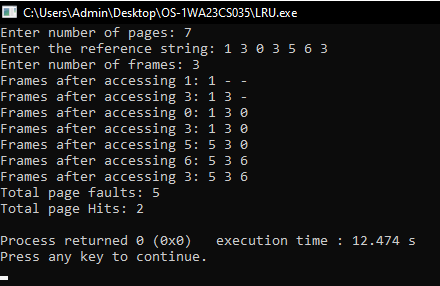 C:\Users\Admin\Desktop\OS-1WA23CS035\LRU.exe
Enter number of pages: 7
Enter the reference string: 1 3 0 3 5 6 3
Enter number of frames: 3
Frames after accessing 1: 1 - -
Frames after accessing 3: 1 3 -
Frames after accessing 0: 1 3 0
Frames after accessing 3: 1 3 0
Frames after accessing 5: 5 3 0
Frames after accessing 6: 5 3 6
Frames after accessing 3: 5 3 6
Total page faults: 5
Total page Hits: 2
Process returned 0 (0x0)   execution time : 12.474 s
Press any key to continue.